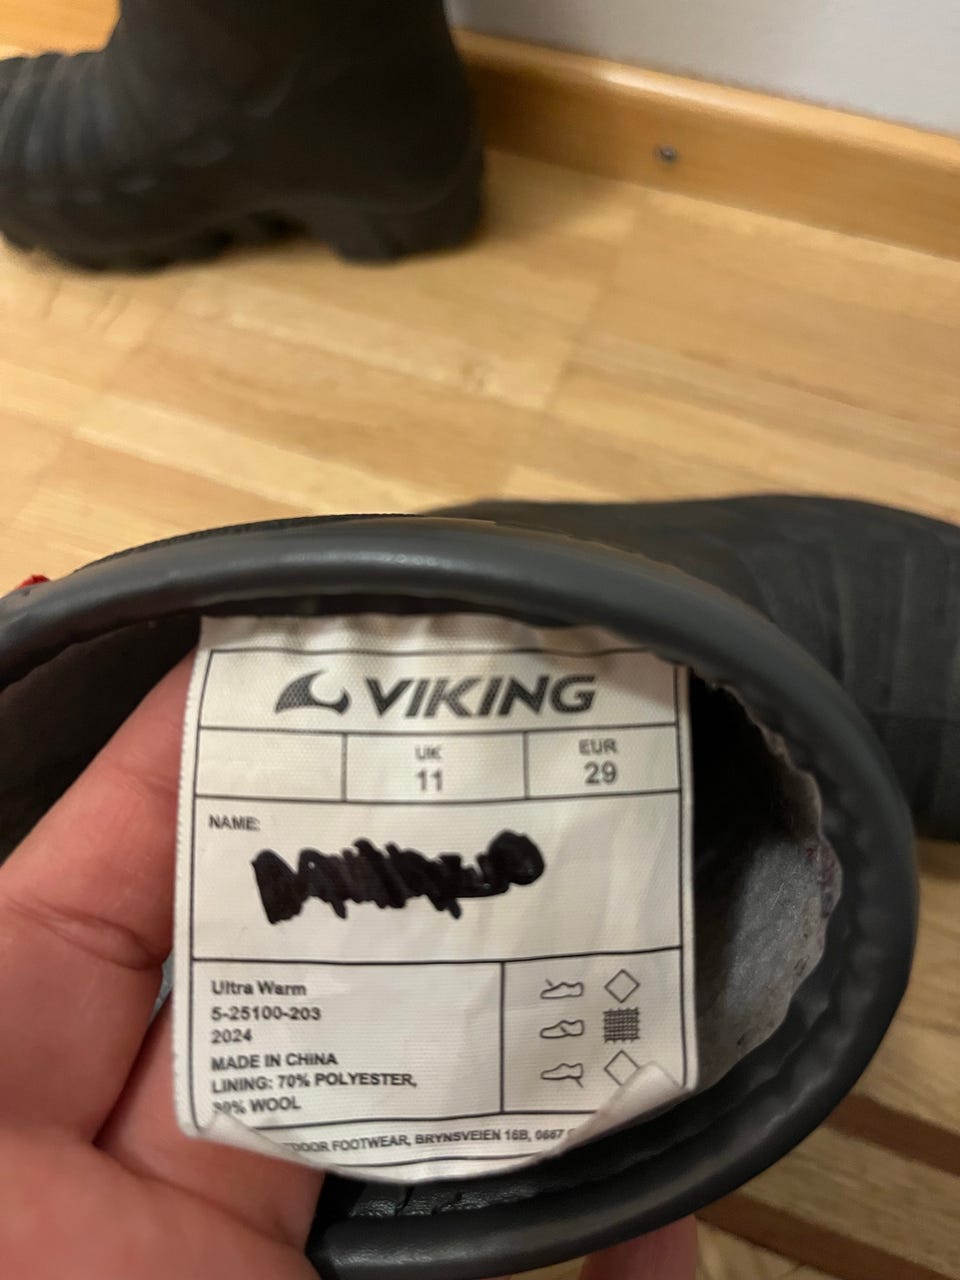 VIKING
UK EUR
11 29
NAME:
Ultra Warm
5-25100-203
2024
MADE IN CHINA
LINING: 70% POLYESTER,
30% WOOL
FOOTWEAR, BRYNSVEIEN 16B, 0667